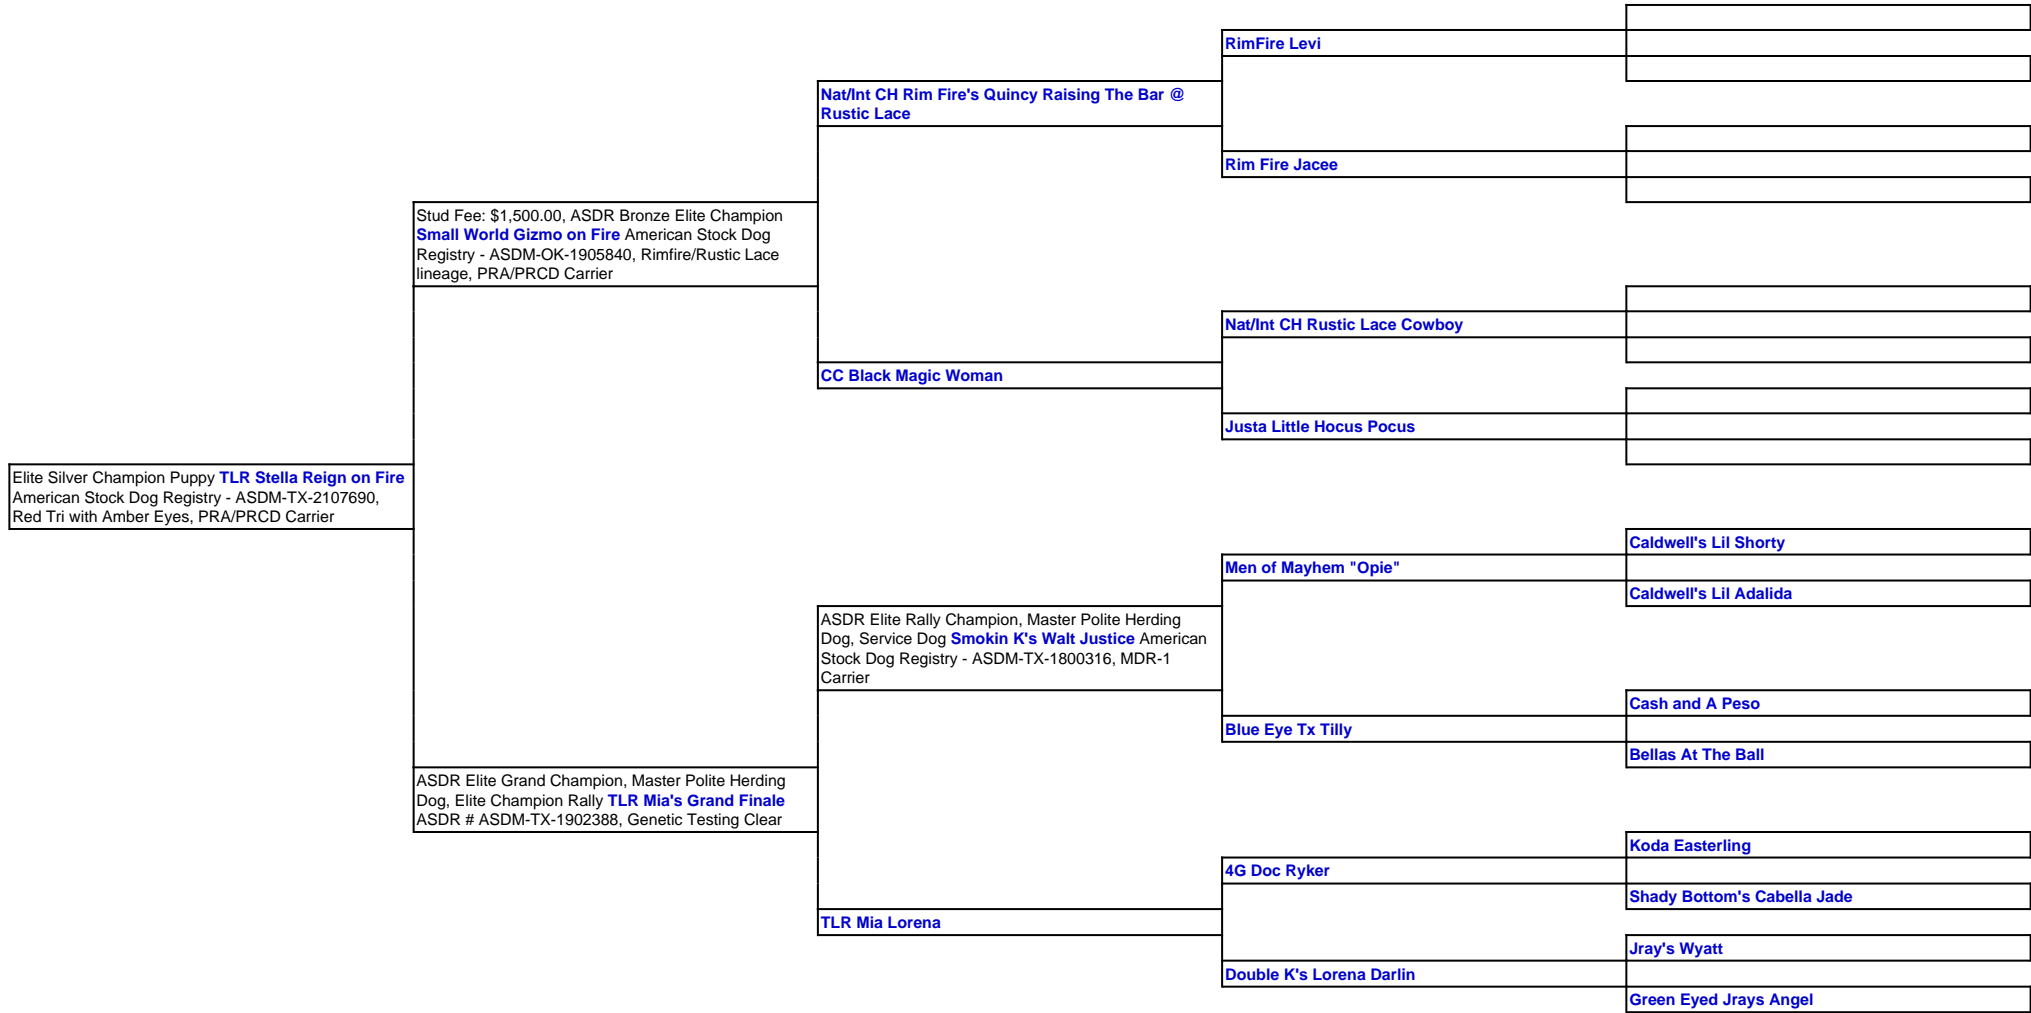 RimFire Levi
Nat/Int CH Rim Fire's Quincy Raising The Bar @
Rustic Lace
Rim Fire Jacee
Stud Fee: $1,500.00, ASDR Bronze Elite Champion
Small World Gizmo on Fire American Stock Dog
Registry - ASDM-OK-1905840, Rimfire/Rustic Lace
lineage, PRA/PRCD Carrier
Nat/Int CH Rustic Lace Cowboy
CC Black Magic Woman
Justa Little Hocus Pocus
Elite Silver Champion Puppy TLR Stella Reign on Fire
American Stock Dog Registry - ASDM-TX-2107690,
Red Tri with Amber Eyes, PRA/PRCD Carrier
Caldwell's Lil Shorty
Men of Mayhem "Opie"
Caldwell's Lil Adalida
ASDR Elite Rally Champion, Master Polite Herding
Dog, Service Dog Smokin K's Walt Justice American
Stock Dog Registry - ASDM-TX-1800316, MDR-1
Carrier
Cash and A Peso
Blue Eye Tx Tilly
Bellas At The Ball
ASDR Elite Grand Champion, Master Polite Herding
Dog, Elite Champion Rally TLR Mia's Grand Finale
ASDR # ASDM-TX-1902388, Genetic Testing Clear
Koda Easterling
4G Doc Ryker
Shady Bottom's Cabella Jade
TLR Mia Lorena
Jray's Wyatt
Double K's Lorena Darlin
Green Eyed Jrays Angel